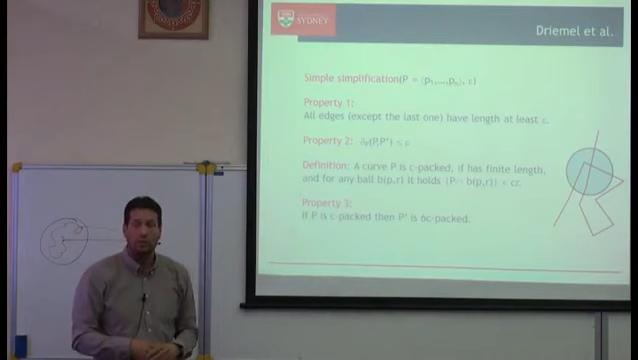 SYDNEY
Driemel et al.
Simple simplification(P = ⟨p₁,...,pₙ⟩, ε)
Property 1:
All edges (except the last one) have length at least ε.
Property 2: ∂F(P,P') ≤ ε
Definition: A curve P is c-packed, if has finite length,
and for any ball b(p,r) it holds |P∩ b(p,r)| < cr.
Property 3:
If P is c-packed then P' is 6c-packed.